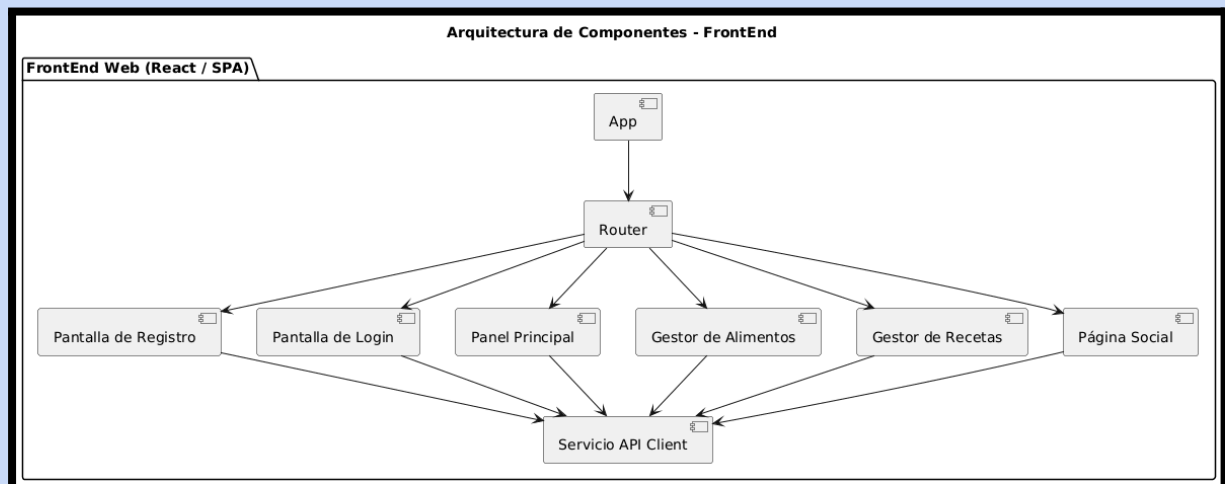 Arquitectura de Componentes - FrontEnd
FrontEnd Web (React / SPA)
App
Router
Pantalla de Registro
Pantalla de Login
Panel Principal
Gestor de Alimentos
Gestor de Recetas
Página Social
Servicio API Client